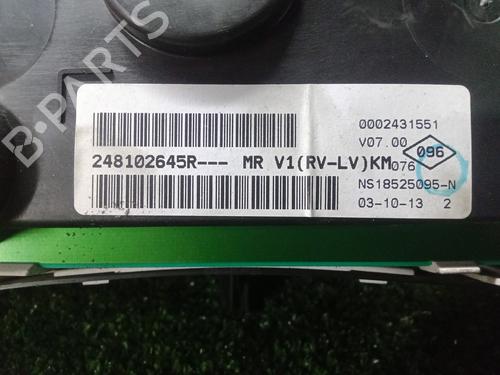 B-PARTS
0002431551
V07.00
096
248102645R--- MR V1(RV-LV)KM
076
NS18525095-N
03-10-13 2